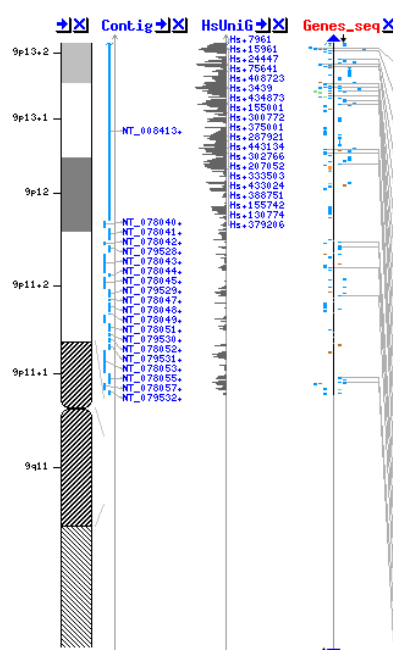 Contig HsUniG Genes_seq
9p13+2
9p13+1
9p12
9p11+2
9p11+1
9q11
NT_008413+
NT_078040+
NT_078041+
NT_078042+
NT_079528+
NT_078043+
NT_078044+
NT_078045+
NT_079529+
NT_078047+
NT_078048+
NT_078049+
NT_078051+
NT_079530+
NT_078052+
NT_079531+
NT_078053+
NT_078055+
NT_078057+
NT_079532+
Hs+7961
Hs+15961
Hs+24447
Hs+75641
Hs+408723
Hs+3439
Hs+434873
Hs+155001
Hs+300772
Hs+375001
Hs+287921
Hs+443134
Hs+302766
Hs+207052
Hs+333503
Hs+433024
Hs+388751
Hs+155742
Hs+130774
Hs+379206